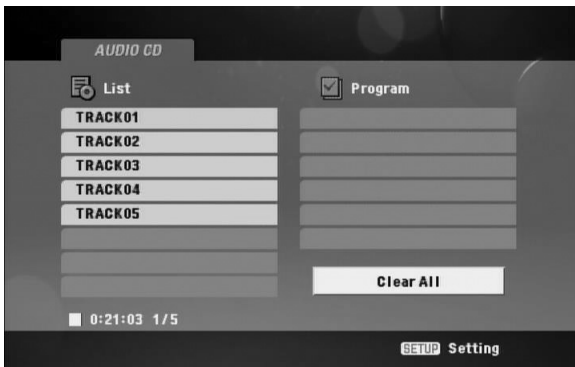 AUDIO CD
List
Program
TRACK01
TRACK02
TRACK03
TRACK04
TRACK05
Clear All
0:21:03 1/5
SETUP Setting